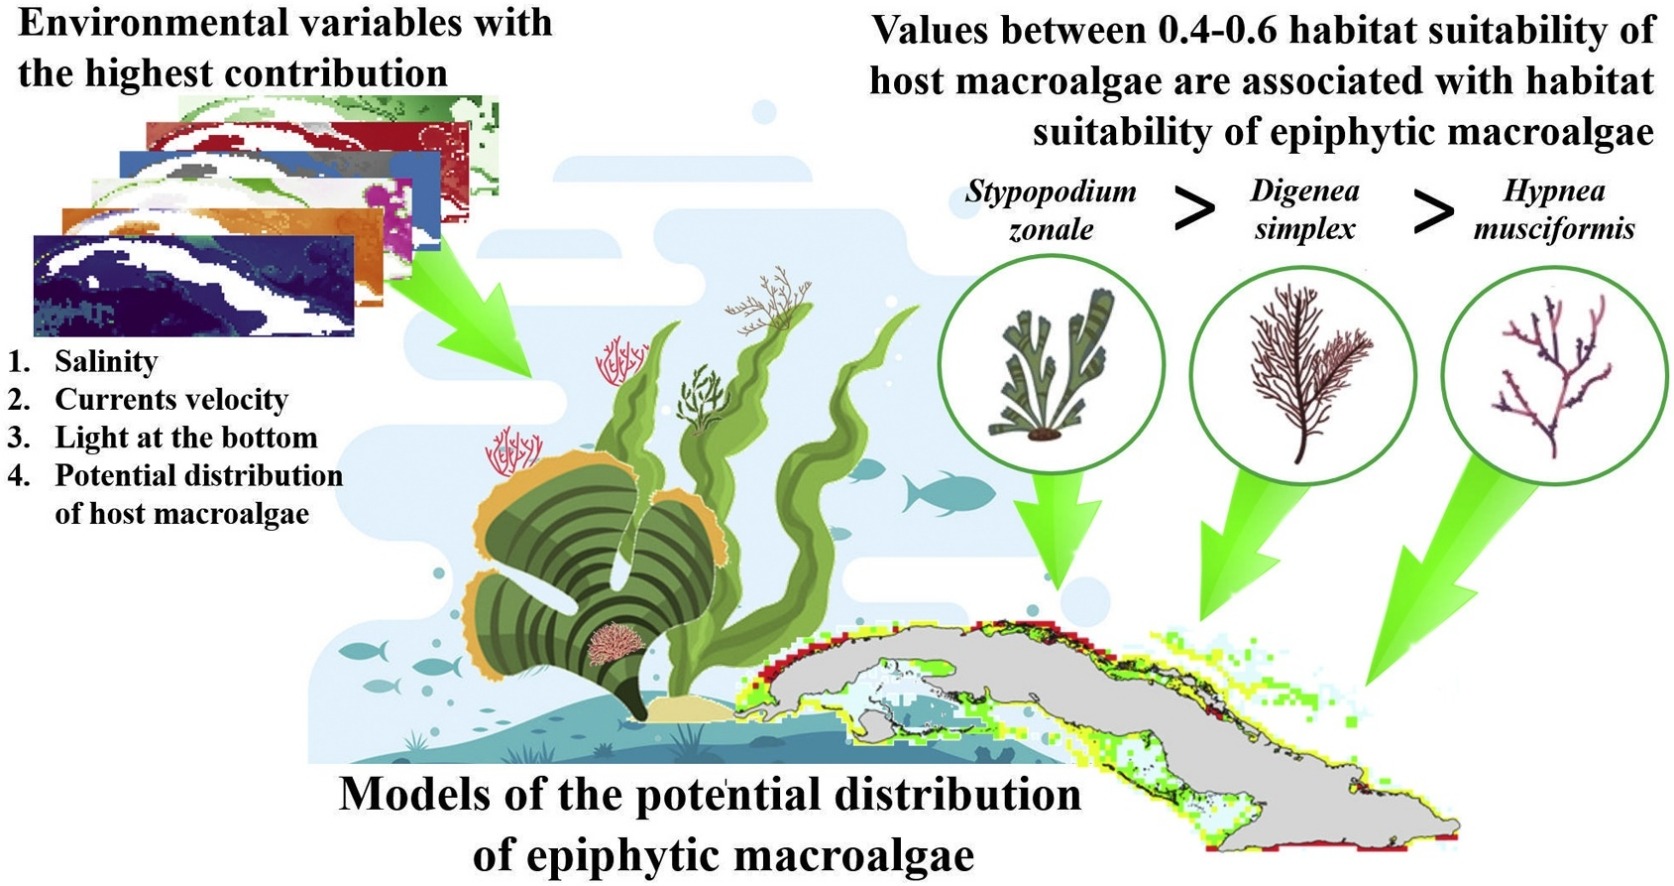 Environmental variables with
the highest contribution
1. Salinity
2. Currents velocity
3. Light at the bottom
4. Potential distribution
of host macroalgae
Values between 0.4-0.6 habitat suitability of
host macroalgae are associated with habitat
suitability of epiphytic macroalgae
Stypopodium
zonale
>
Digenea
simplex
>
Hypnea
musciformis
Models of the potential distribution
of epiphytic macroalgae